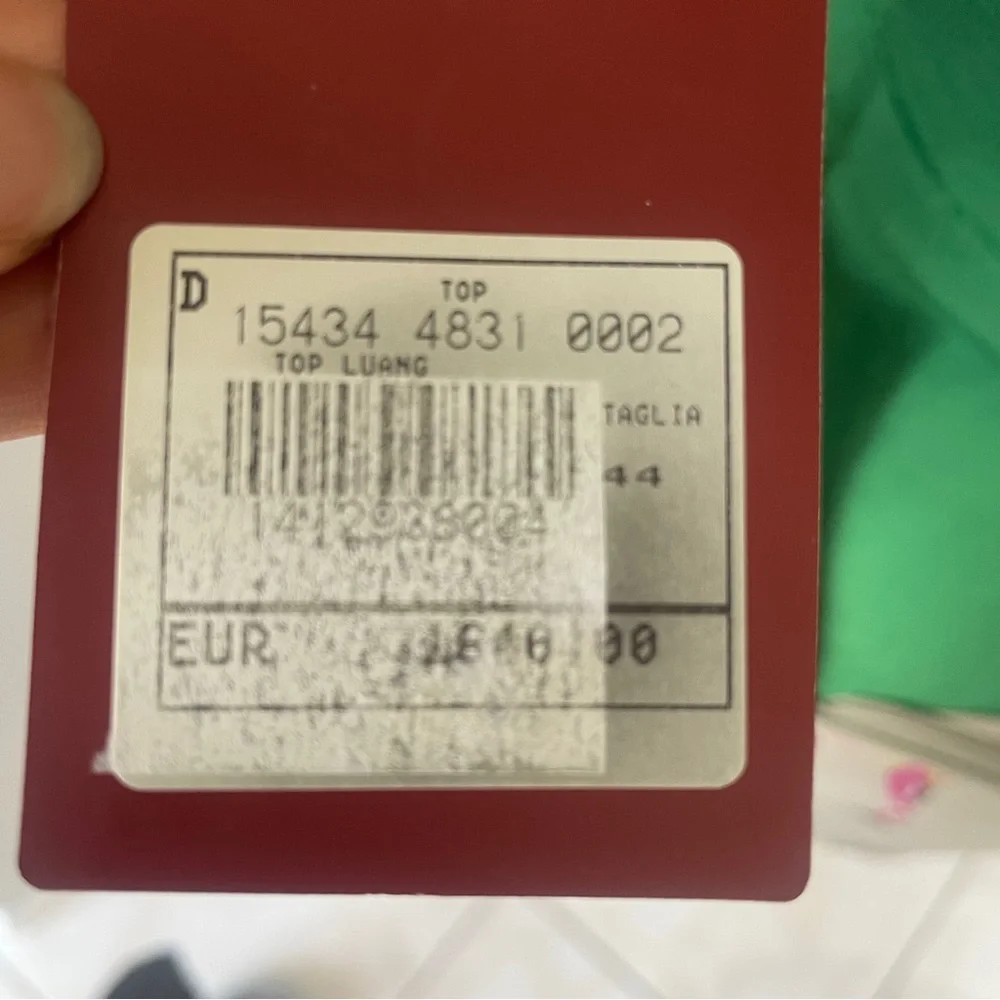 D
TOP
15434 4831 0002
TOP LUANG
TAGLIA
44
EUR